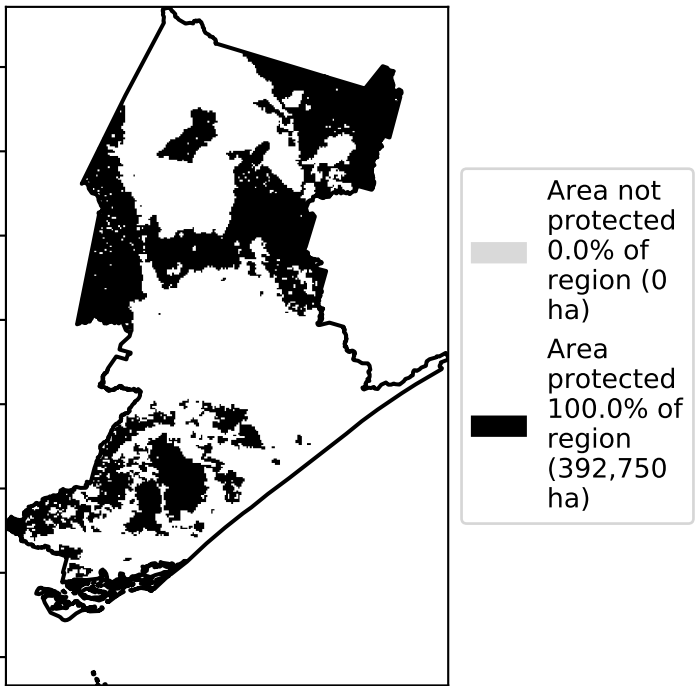 Area not
protected
0.0% of
region (0
ha)
Area
protected
100.0% of
region
(392,750
ha)